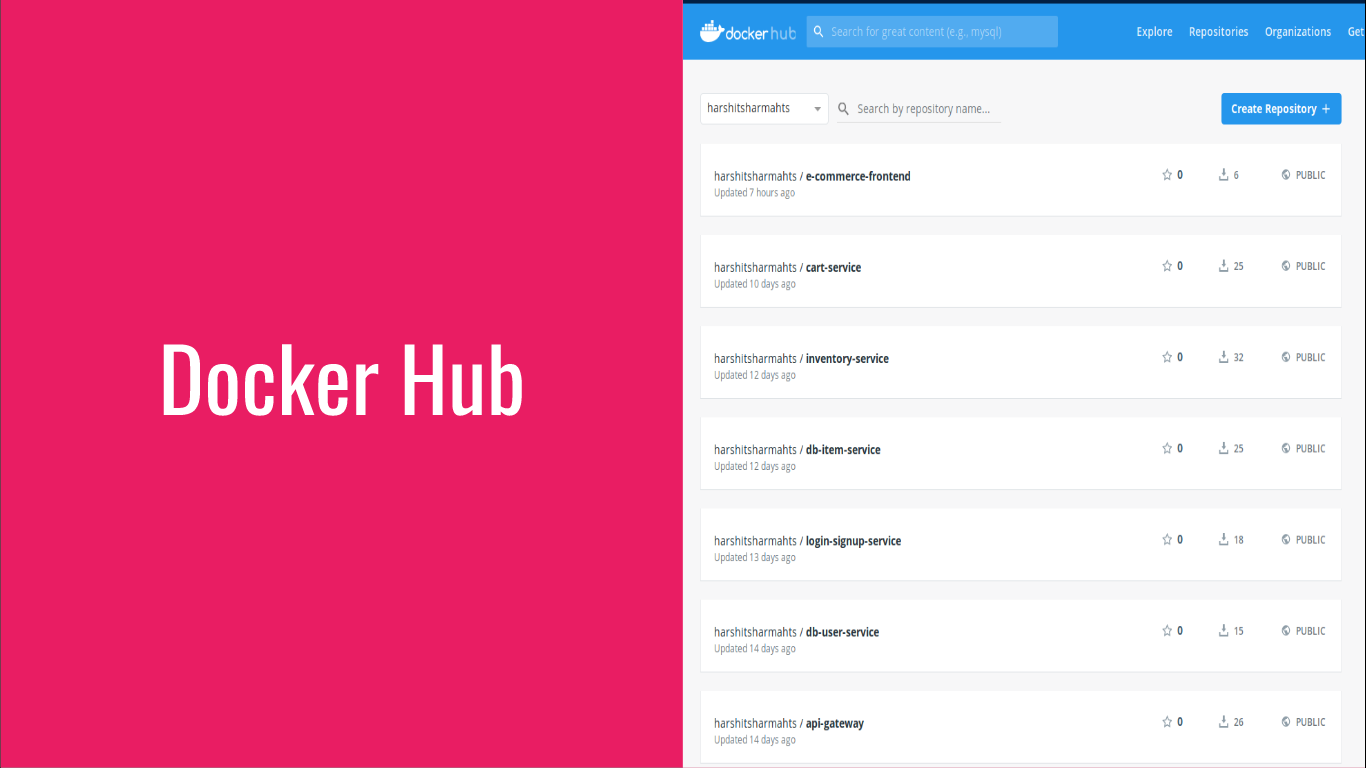 Docker Hub
docker hub
Search for great content (e.g., mysql)
Explore Repositories Organizations Get
harshitsharmahts
Search by repository name...
Create Repository +
harshitsharmahts / e-commerce-frontend
Updated 7 hours ago
0 6 PUBLIC
harshitsharmahts / cart-service
Updated 10 days ago
0 25 PUBLIC
harshitsharmahts / inventory-service
Updated 12 days ago
0 32 PUBLIC
harshitsharmahts / db-item-service
Updated 12 days ago
0 25 PUBLIC
harshitsharmahts / login-signup-service
Updated 13 days ago
0 18 PUBLIC
harshitsharmahts / db-user-service
Updated 14 days ago
0 15 PUBLIC
harshitsharmahts / api-gateway
Updated 14 days ago
0 26 PUBLIC